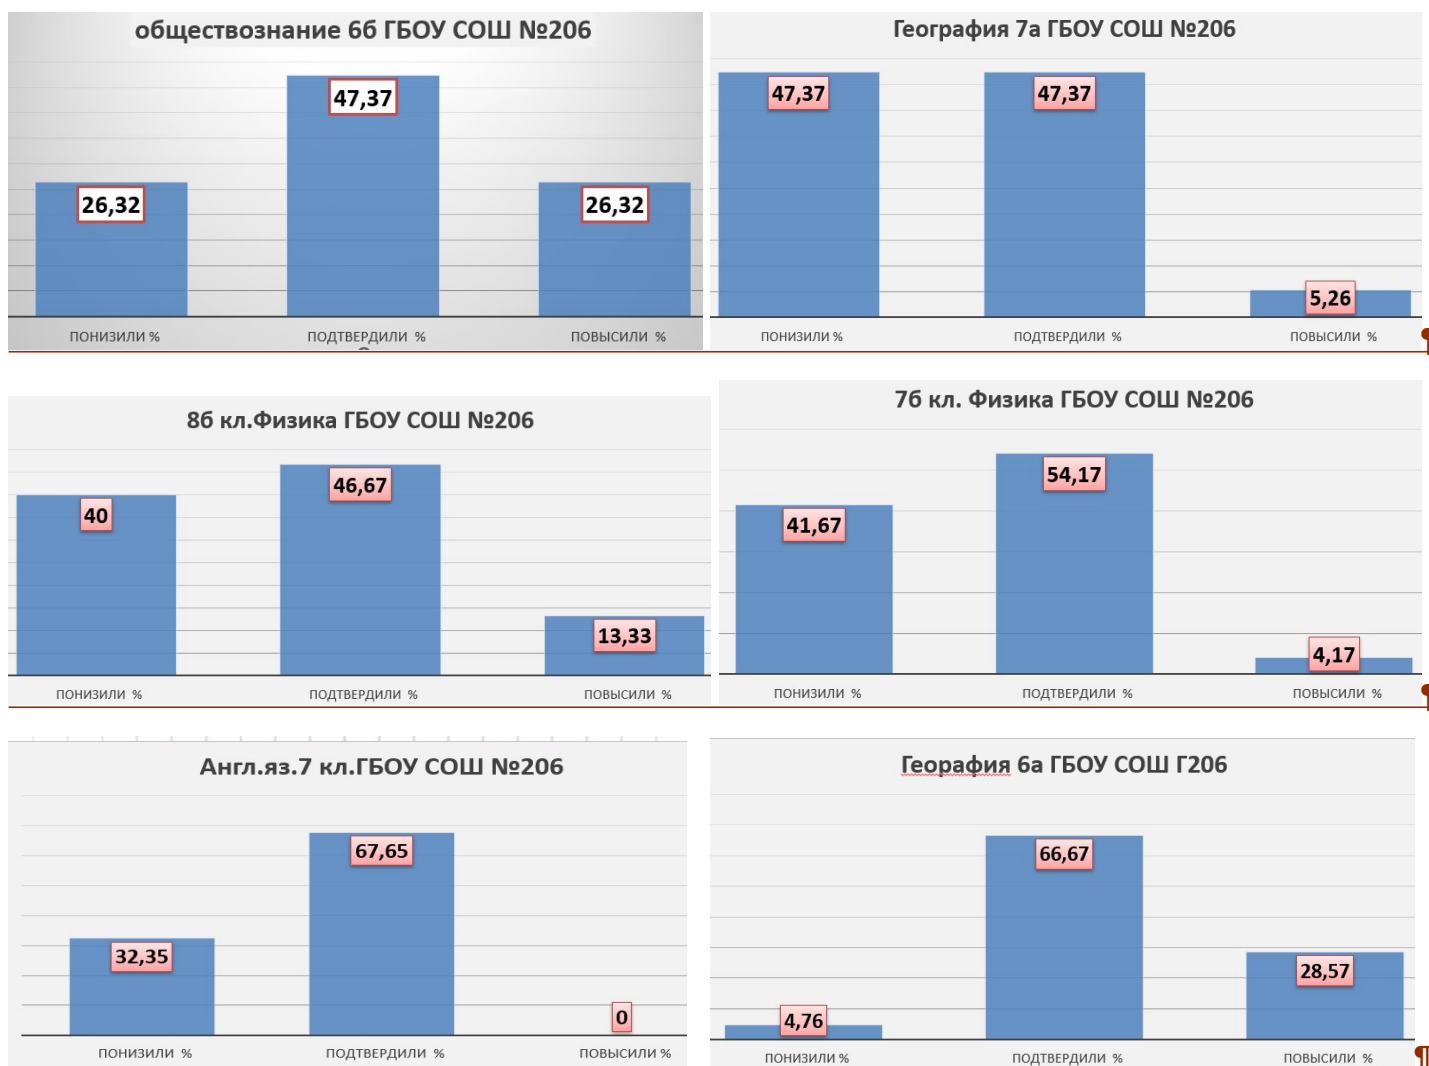 обществознание 6б ГБОУ СОШ №206
47,37
26,32
26,32
ПОНИЗИЛИ %
ПОДТВЕРДИЛИ %
ПОВЫСИЛИ %
География 7а ГБОУ СОШ №206
47,37
47,37
5,26
ПОНИЗИЛИ %
ПОДТВЕРДИЛИ %
ПОВЫСИЛИ %
¶
8б кл.Физика ГБОУ СОШ №206
46,67
40
13,33
ПОНИЗИЛИ %
ПОДТВЕРДИЛИ %
ПОВЫСИЛИ %
7б кл. Физика ГБОУ СОШ №206
54,17
41,67
4,17
ПОНИЗИЛИ %
ПОДТВЕРДИЛИ %
ПОВЫСИЛИ %
¶
Англ.яз.7 кл.ГБОУ СОШ №206
67,65
32,35
0
ПОНИЗИЛИ %
ПОДТВЕРДИЛИ %
ПОВЫСИЛИ %
Георафия 6а ГБОУ СОШ Г206
66,67
28,57
4,76
ПОНИЗИЛИ %
ПОДТВЕРДИЛИ %
ПОВЫСИЛИ %
¶